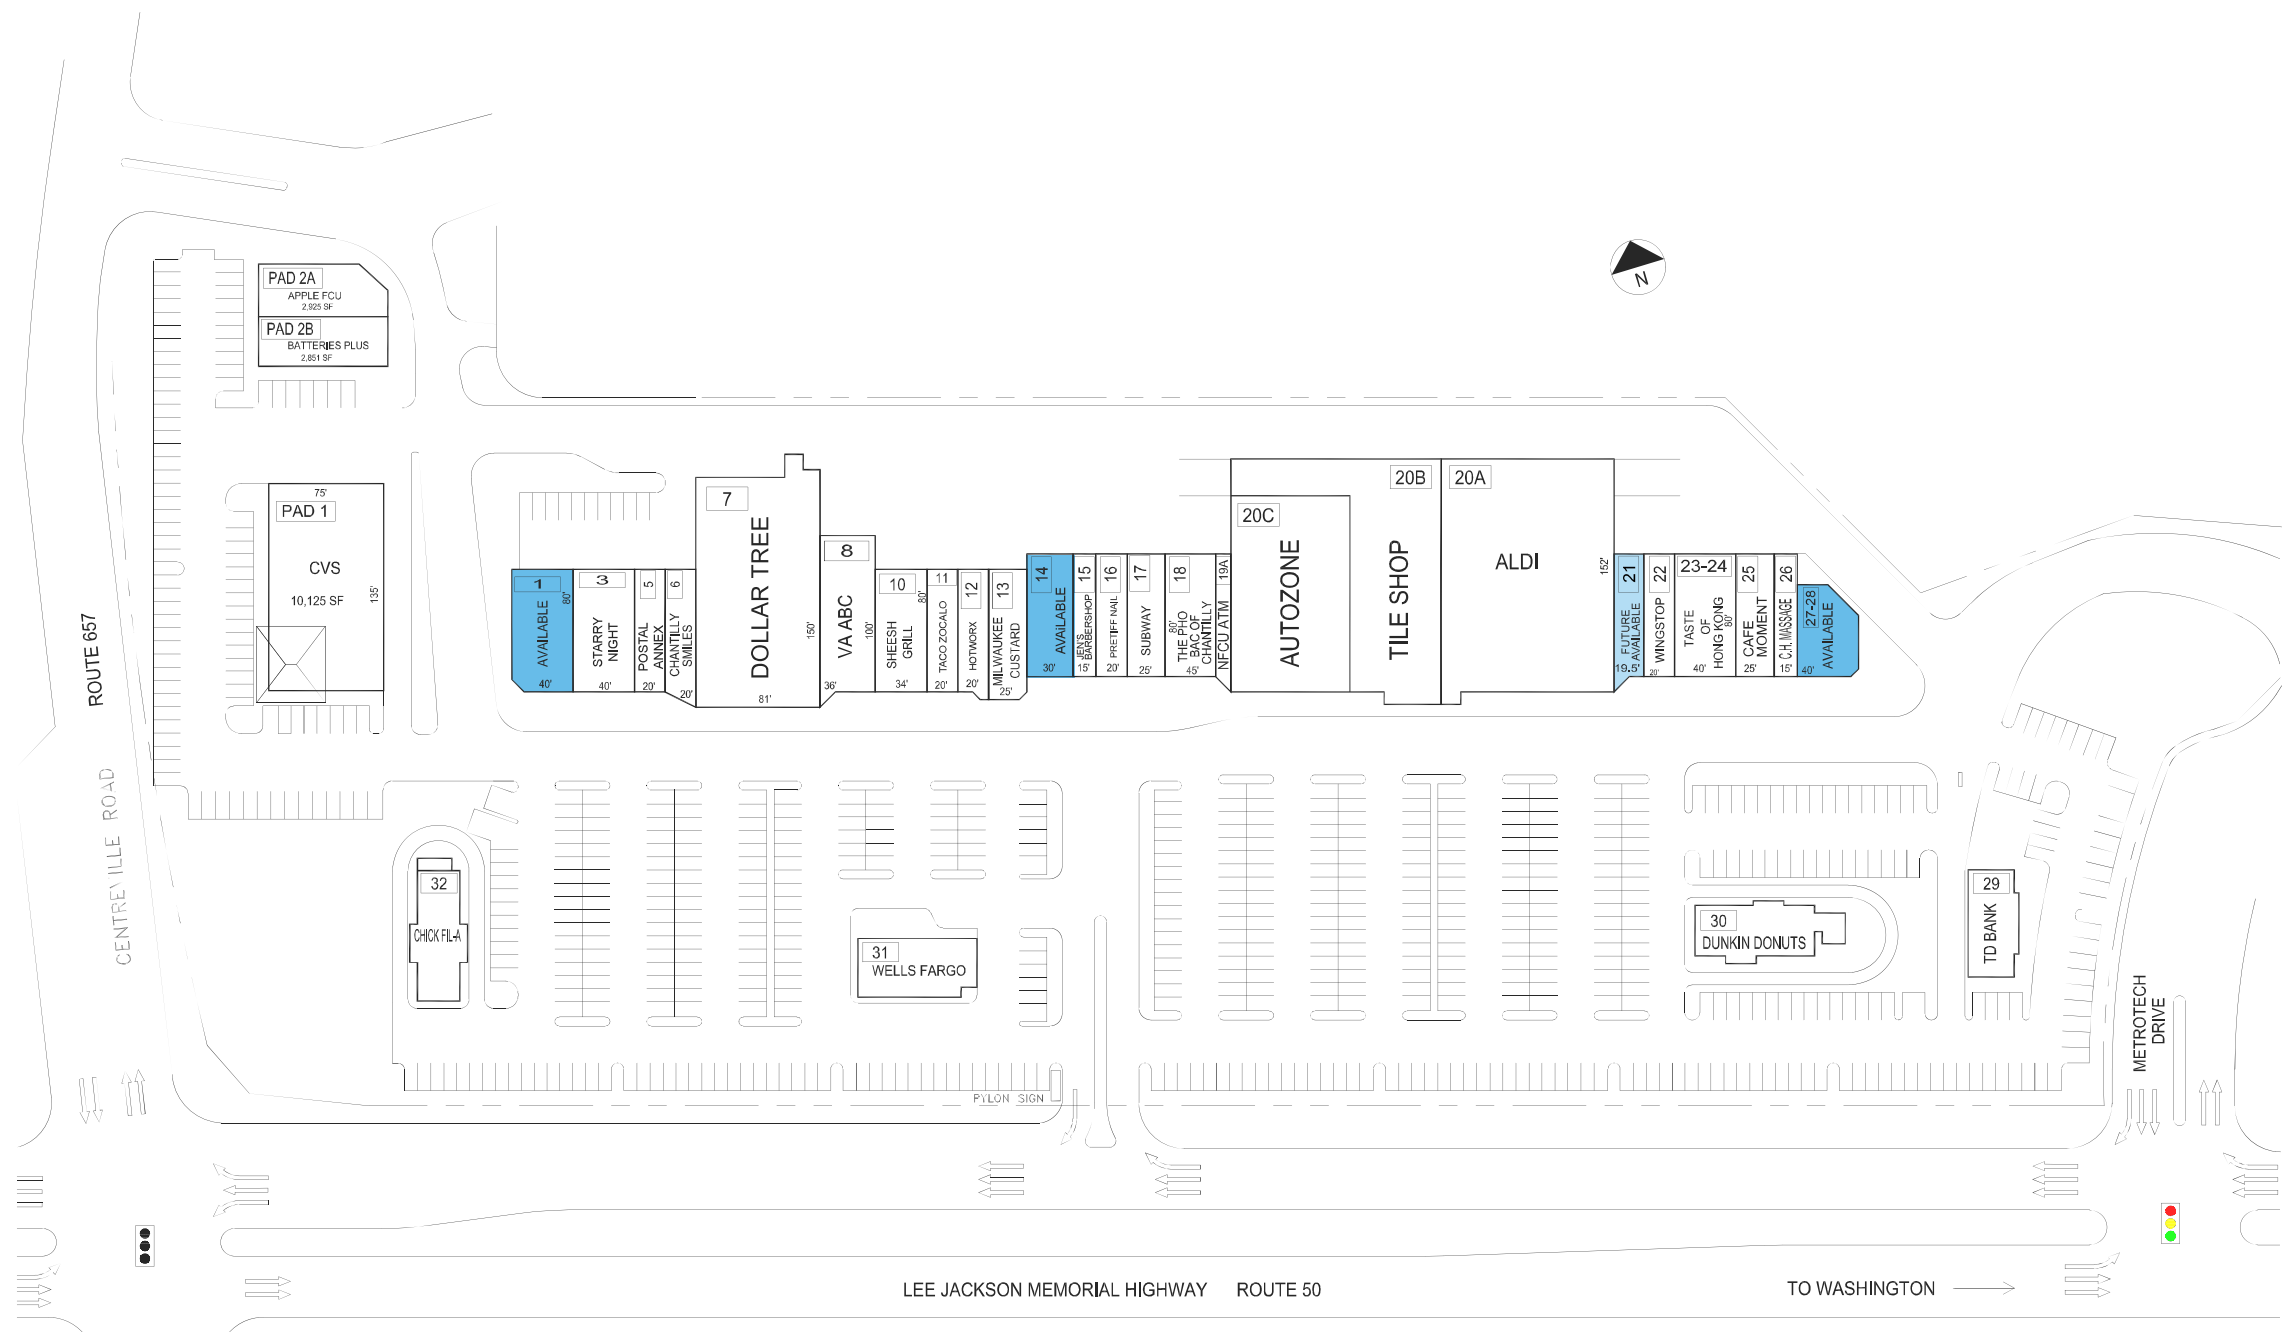 PAD 2A
APPLE FCU
2,925 SF
PAD 2B
BATTERIES PLUS
2,851 SF
N
75'
PAD 1
CVS
10,125 SF
135'
ROUTE 657
CENTREVILLE ROAD
1
AVAILABLE
80'
40'
3
STARRY
NIGHT
40'
5
POSTAL
ANNEX
20'
6
CHANTILLY
SMILES
20'
7
DOLLAR TREE
150'
81'
8
VA ABC
100'
36'
10
SHEESH
GRILL
80'
34'
11
TACO ZOCALO
20'
12
HOTWORX
20'
13
MILWAUKEE
CUSTARD
25'
14
AVAILABLE
30'
15
JEN'S
BARBERSHOP
15'
16
PRETIFF NAIL
20'
17
SUBWAY
25'
18
80'
THE PHO
BAC OF
CHANTILLY
45'
19A
NFCU ATM
20C
AUTOZONE
20B
TILE SHOP
20A
ALDI
152'
21
FUTURE
AVAILABLE
19.5'
22
WINGSTOP
20'
23-24
TASTE
OF
HONG KONG
80'
40'
25
CAFE
MOMENT
25'
26
C.H. MASSAGE
15'
27-28
AVAILABLE
40'
32
CHICK FIL-A
31
WELLS FARGO
30
DUNKIN DONUTS
29
TD BANK
METROTECH
DRIVE
PYLON SIGN
LEE JACKSON MEMORIAL HIGHWAY ROUTE 50
TO WASHINGTON